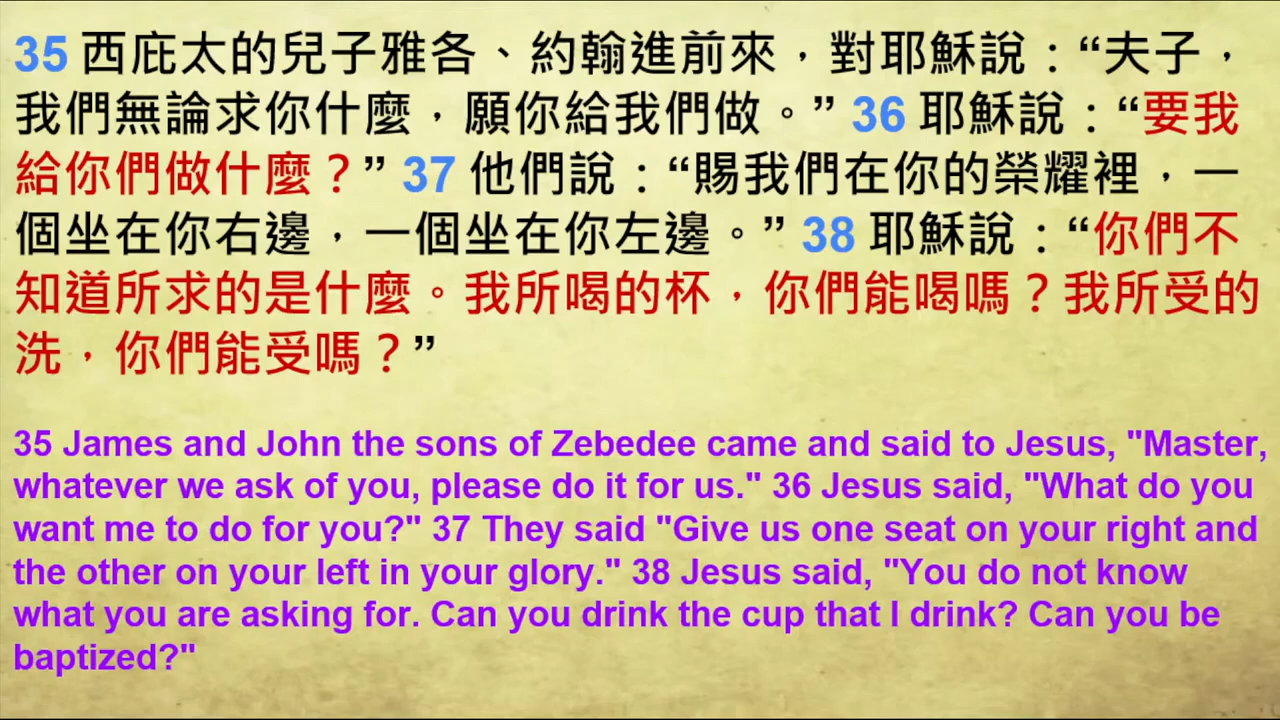 35 西庇太的兒子雅各、約翰進前來，對耶穌說：“夫子，
我們無論求你什麼，願你給我們做。” 36 耶穌說：“要我
給你們做什麼？” 37 他們說：“賜我們在你的榮耀裡，一
個坐在你右邊，一個坐在你左邊。” 38 耶穌說：“你們不
知道所求的是什麼。我所喝的杯，你們能喝嗎？我所受的
洗，你們能受嗎？”
35 James and John the sons of Zebedee came and said to Jesus, "Master,
whatever we ask of you, please do it for us." 36 Jesus said, "What do you
want me to do for you?" 37 They said "Give us one seat on your right and
the other on your left in your glory." 38 Jesus said, "You do not know
what you are asking for. Can you drink the cup that I drink? Can you be
baptized?"